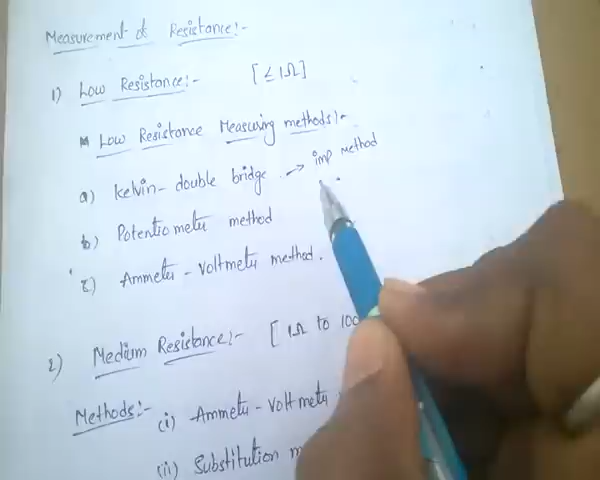 Measurement of Resistance:-
1) Low Resistance:- [≤ 1Ω]
Low Resistance Measuring methods:-
a) Kelvin - double bridge → imp method
b) Potentiometer method
c) Ammeter - voltmeter method.
2) Medium Resistance:- [1Ω to 100
Methods:- (i) Ammeter - Voltmeter
(ii) Substitution m